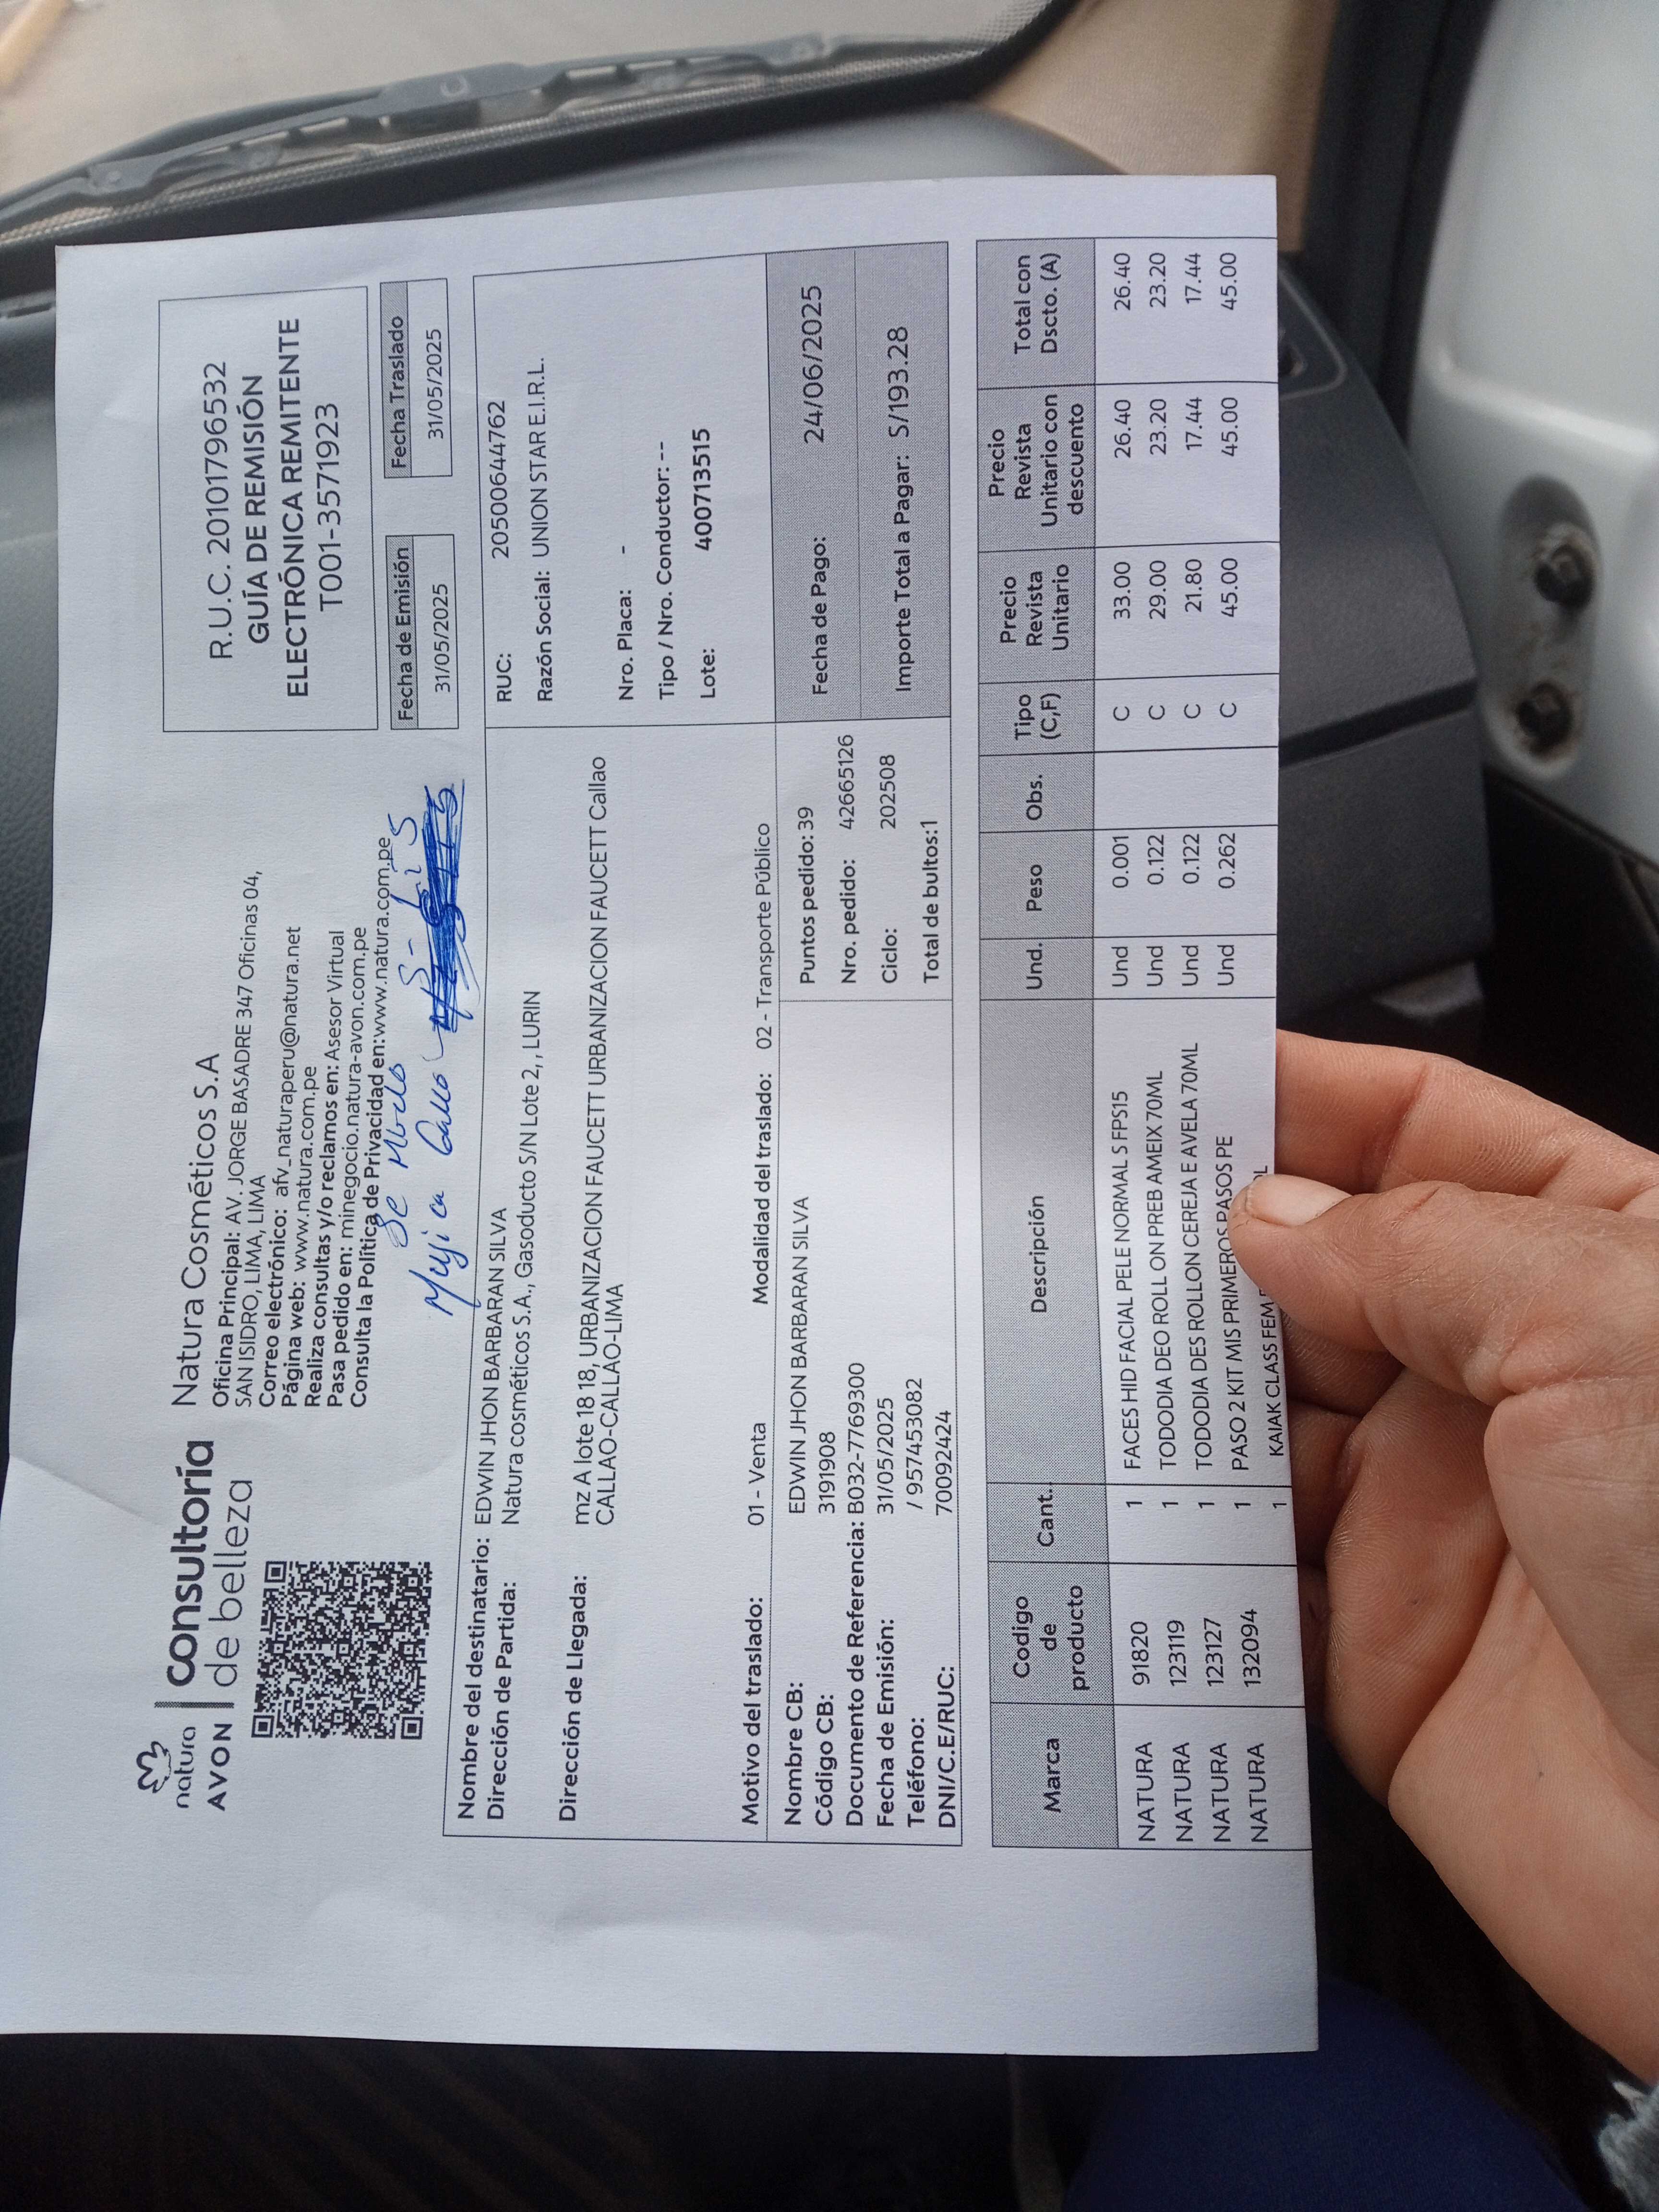 natura
AVON
consultoría
de belleza
Natura Cosméticos S.A
Oficina Principal: AV. JORGE BASADRE 347 Oficinas 04,
SAN ISIDRO, LIMA, LIMA
Correo electrónico: afv_naturaperu@natura.net
Página web: www.natura.com.pe
Realiza consultas y/o reclamos en: Asesor Virtual
Pasa pedido en: minegocio.natura-avon.com.pe
Consulta la Política de Privacidad en:www.natura.com.pe
R.U.C. 20101796532
GUÍA DE REMISIÓN
ELECTRÓNICA REMITENTE
T001-3571923
Fecha de Emisión Fecha Traslado
31/05/2025 31/05/2025
Se
Nombre del destinatario: EDWIN JHON BARBARAN SILVA
Dirección de Partida: Natura cosméticos S.A., Gasoducto S/N Lote 2, , LURIN
Dirección de Llegada: mz A lote 18 18, URBANIZACION FAUCETT URBANIZACION FAUCETT Callao
CALLAO-CALLAO-LIMA
Motivo del traslado: 01 - Venta Modalidad del traslado: 02 - Transporte Público
RUC: 20500644762
Razón Social: UNION STAR E.I.R.L.
Nro. Placa: -
Tipo / Nro. Conductor: --
Lote: 400713515
Nombre CB: EDWIN JHON BARBARAN SILVA
Código CB: 3191908
Documento de Referencia: B032-7769300
Fecha de Emisión: 31/05/2025
Teléfono: / 957453082
DNI/C.E/RUC: 70092424
Puntos pedido: 39
Nro. pedido: 42665126
Ciclo: 202508
Total de bultos:1
Fecha de Pago: 24/06/2025
Importe Total a Pagar: S/193.28
Marca Codigo de producto Cant. Descripción Und. Peso Obs. Tipo (C,F) Precio Revista Unitario Precio Revista Unitario con descuento Total con Dscto. (A)
NATURA 91820 1 FACES HID FACIAL PELE NORMAL S FPS15 Und 0.001 C 33.00 26.40 26.40
NATURA 123119 1 TODODIA DEO ROLL ON PREB AMEIX 70ML Und 0.122 C 29.00 23.20 23.20
NATURA 123127 1 TODODIA DES ROLLON CEREJA E AVELA 70ML Und 0.122 C 21.80 17.44 17.44
NATURA 132094 1 PASO 2 KIT MIS PRIMEROS PASOS PE Und 0.262 C 45.00 45.00 45.00
1 KAIAK CLASS FEM